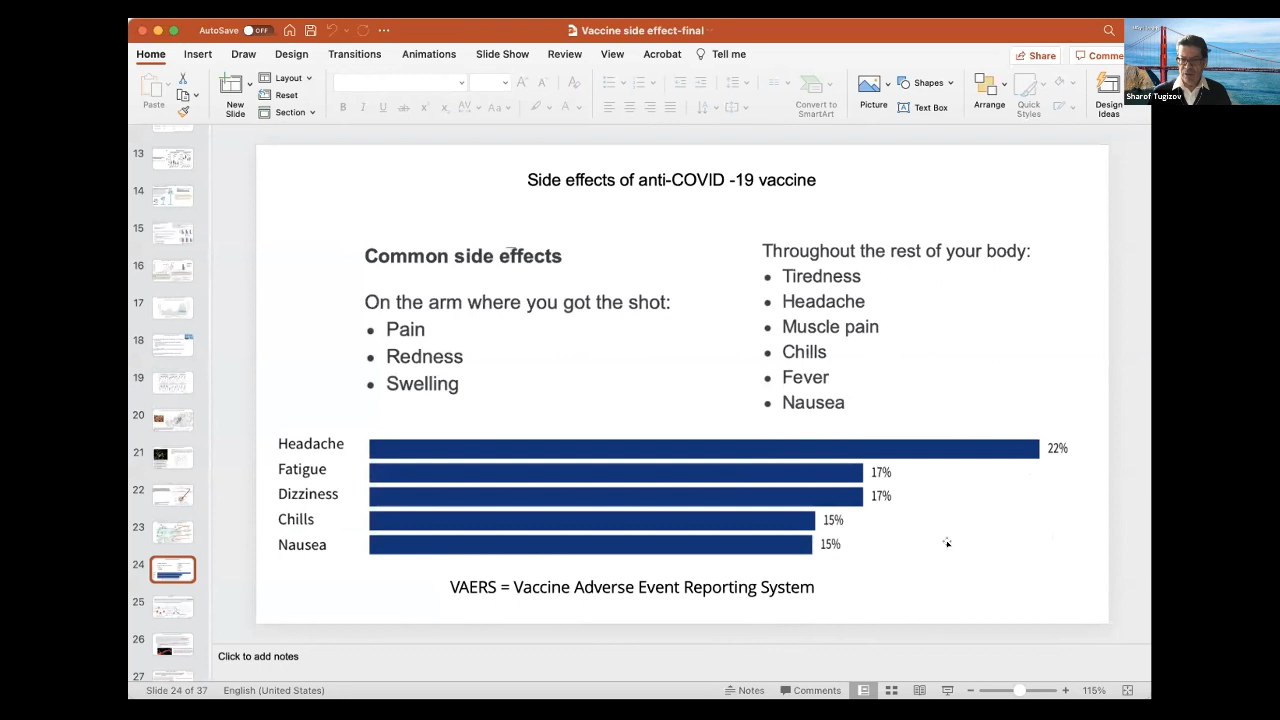 AutoSave OFF
Vaccine side effect-final
Home Insert Draw Design Transitions Animations Slide Show Review View Acrobat Tell me
Share Comme
Paste
New Slide
Layout
Reset
Section
Convert to SmartArt
Picture
Shapes
Text Box
Arrange
Quick Styles
Design Ideas
Sharof Tugizov
13
14
15
16
17
18
19
20
21
22
23
24
25
26
27
Side effects of anti-COVID -19 vaccine
Common side effects
On the arm where you got the shot:
• Pain
• Redness
• Swelling
Throughout the rest of your body:
• Tiredness
• Headache
• Muscle pain
• Chills
• Fever
• Nausea
Headache 22%
Fatigue 17%
Dizziness 17%
Chills 15%
Nausea 15%
VAERS = Vaccine Adverse Event Reporting System
Click to add notes
Slide 24 of 37 English (United States) Notes Comments 115%